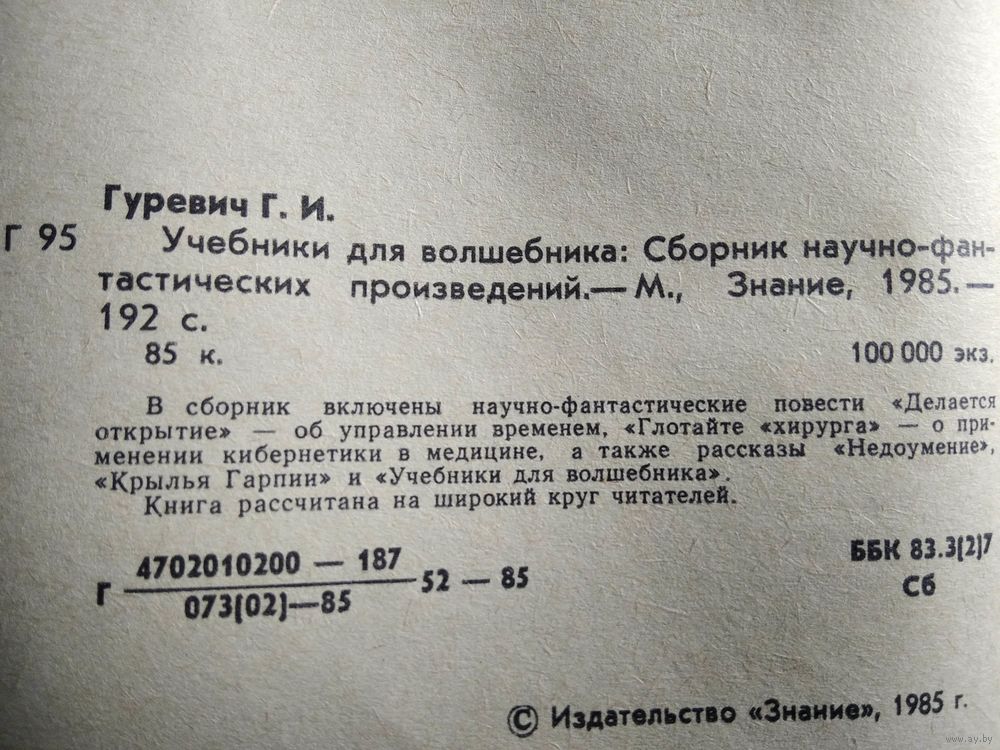 Гуревич Г. И.
Г 95
Учебники для волшебника: Сборник научно-фан-
тастических произведений.— М., Знание, 1985.—
192 с.
85 к. 100 000 экз.
В сборник включены научно-фантастические повести «Делается
открытие» — об управлении временем, «Глотайте «хирурга» — о при-
менении кибернетики в медицине, а также рассказы «Недоумение»,
«Крылья Гарпии» и «Учебники для волшебника».
Книга рассчитана на широкий круг читателей.
Г 4702010200 — 187
073(02)—85 52 — 85
ББК 83.3(2)7
Сб
© Издательство «Знание», 1985 г.
www.ay.by